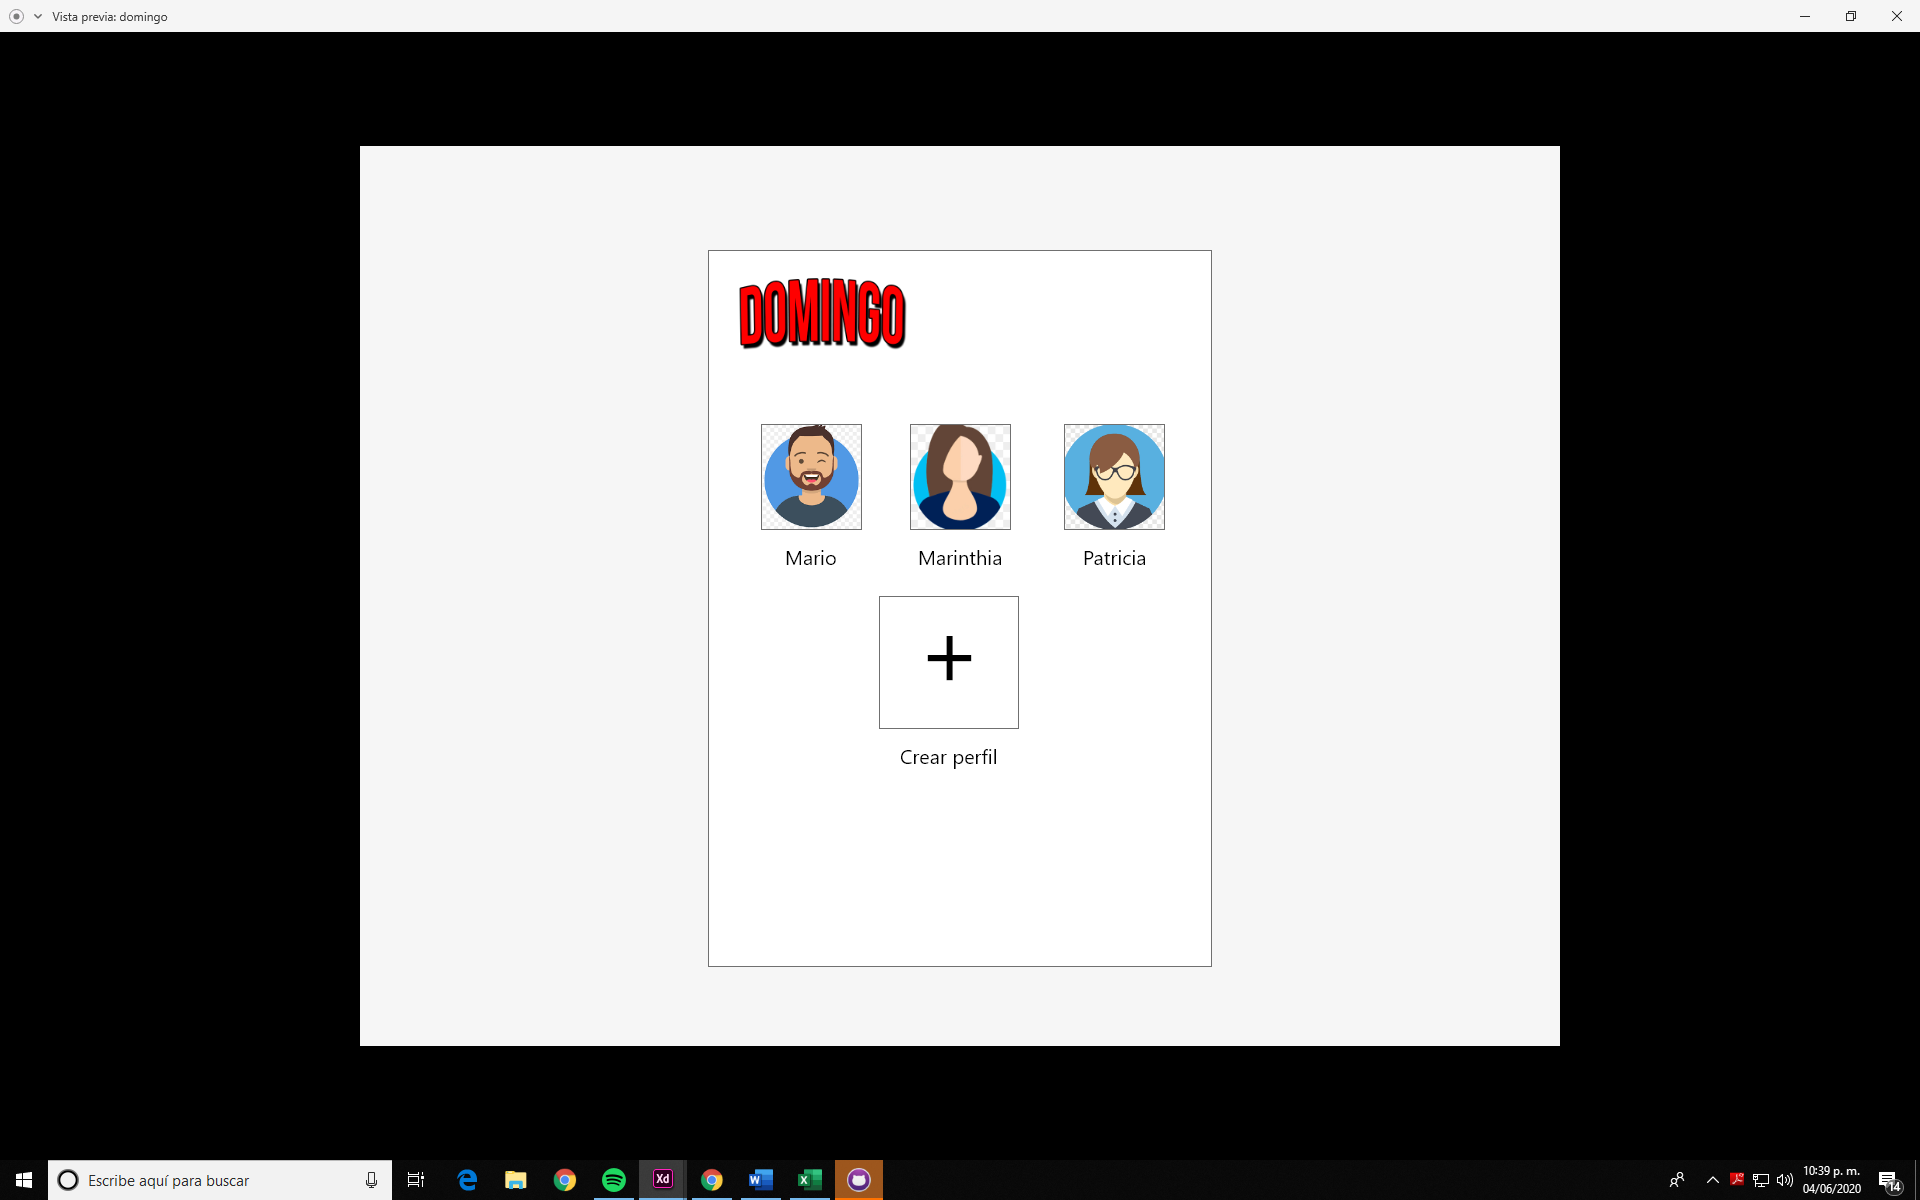 Vista previa: domingo
DOMINGO
Mario
Marinthia
Patricia
+
Crear perfil
Escribe aquí para buscar
Xd
10:39 p. m.
04/06/2020
14